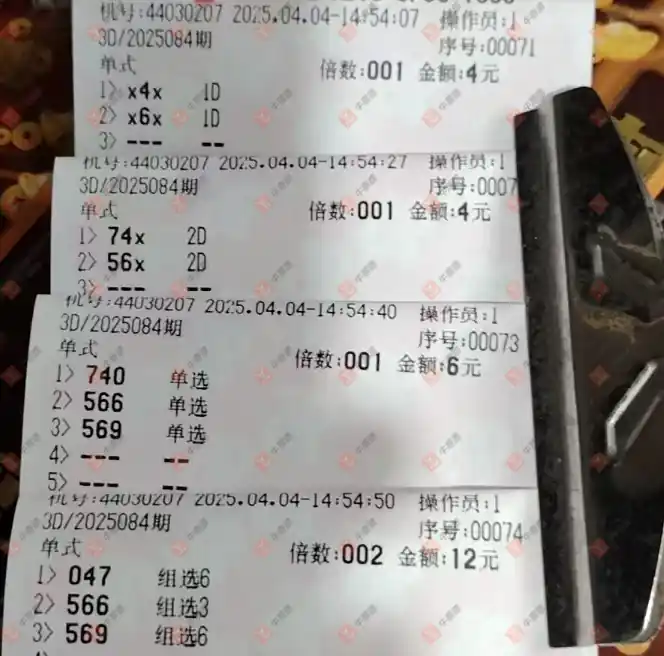 机号:44030207 2025.04.04-14:54:07 操作员:1
3D/2025084期 序号:00071
单式 倍数:001 金额:4元
1> x4x 1D
2> x6x 1D
3> --- --
机号:44030207 2025.04.04-14:54:27 操作员:1
3D/2025084期 序号:0007
单式 倍数:001 金额:4元
1> 74x 2D
2> 56x 2D
3> --- --
机号:44030207 2025.04.04-14:54:40 操作员:1
3D/2025084期 序号:00073
单式 倍数:001 金额:6元
1> 740 单选
2> 566 单选
3> 569 单选
4> --- --
5> --- --
机号:44030207 2025.04.04-14:54:50 操作员:1
3D/2025084期 序号:00074
单式 倍数:002 金额:12元
1> 047 组选6
2> 566 组选3
3> 569 组选6